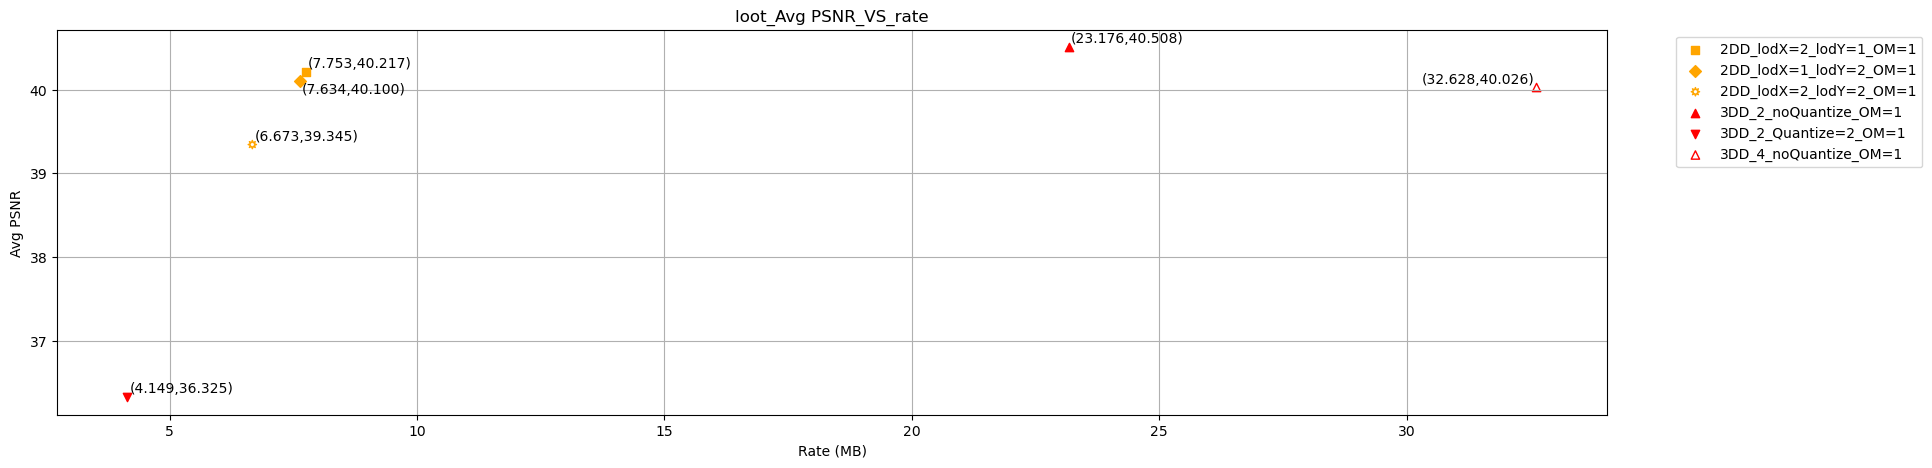 loot_Avg PSNR_VS_rate
(23.176,40.508)
(7.753,40.217)
(7.634,40.100)
(32.628,40.026)
(6.673,39.345)
(4.149,36.325)
40
39
38
37
Avg PSNR
5 10 15 20 25 30
Rate (MB)
2DD_lodX=2_lodY=1_OM=1
2DD_lodX=1_lodY=2_OM=1
2DD_lodX=2_lodY=2_OM=1
3DD_2_noQuantize_OM=1
3DD_2_Quantize=2_OM=1
3DD_4_noQuantize_OM=1